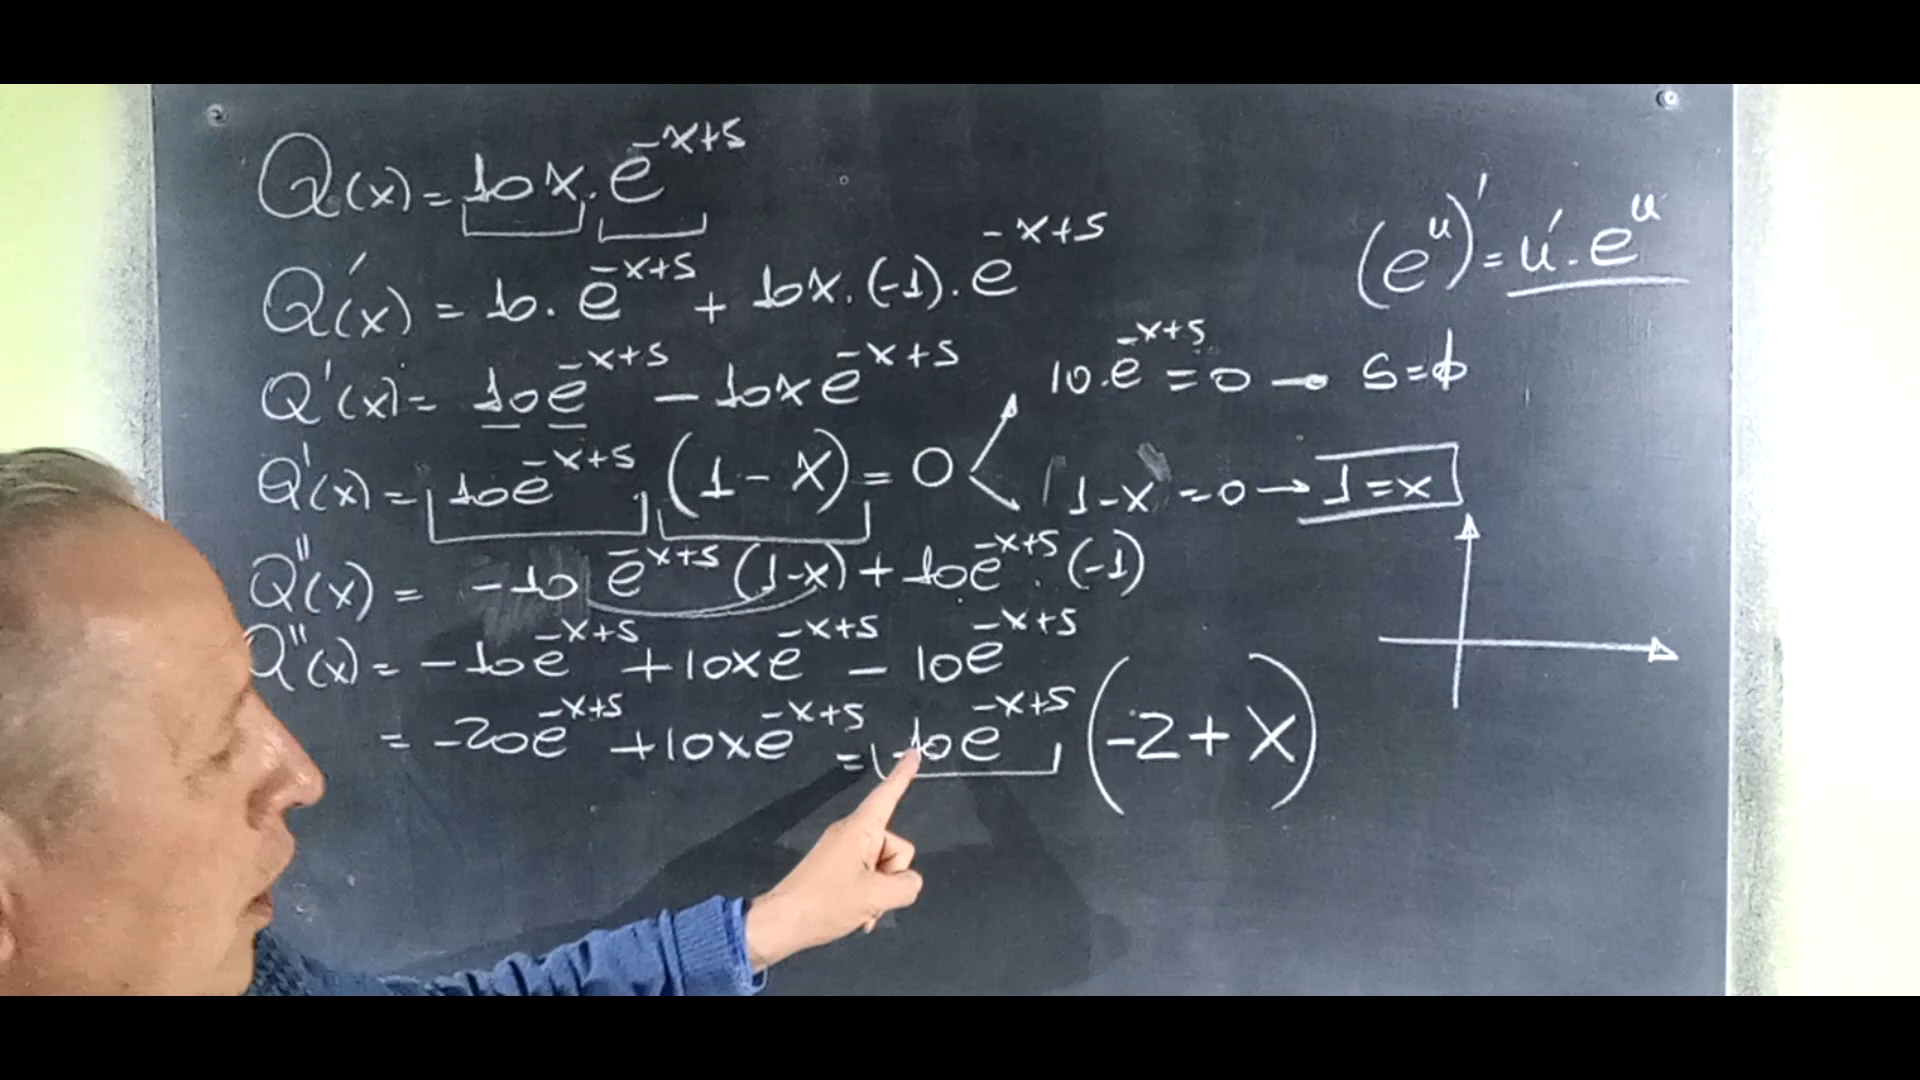 Q(x) = 10x · e^{-x+5}
Q'(x) = 10 · e^{-x+5} + 10x · (-1) · e^{-x+5}
(e^u)' = u' · e^u
Q'(x) = 10e^{-x+5} - 10xe^{-x+5}
10 · e^{-x+5} = 0 → S = ϕ
Q'(x) = 10e^{-x+5} (1 - x) = 0
1 - x = 0 → 1 = x
Q''(x) = -10 e^{-x+5} (1-x) + 10e^{-x+5} · (-1)
Q''(x) = -10e^{-x+5} + 10xe^{-x+5} - 10e^{-x+5}
= -20e^{-x+5} + 10xe^{-x+5} = 10e^{-x+5} (-2 + x)